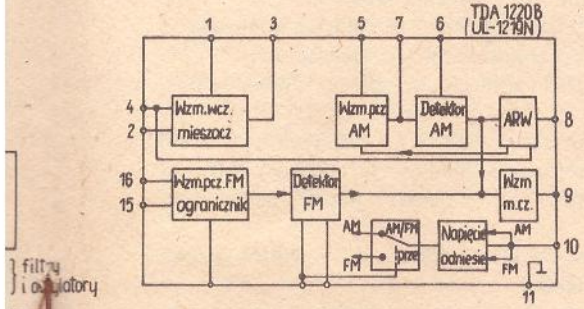 TDA 1220B
(UL-1219N)
1 3 5 7 6
4
2
Wzm.wcz.
mieszacz
Wzm.pcz
AM
Detektor
AM
ARW
8
16
15
Wzm.pcz.FM
ogranicznik
Detektor
FM
Wzm
m.cz.
9
AM
FM
AM/FM
prze
Napięcie
odniesie
AM
FM
10
11
filtry
i